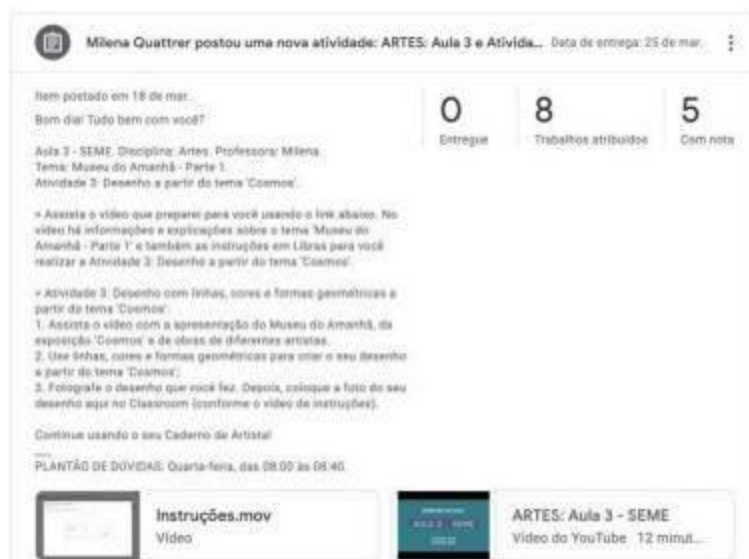 Milena Quattrer postou uma nova atividade: ARTES: Aula 3 e Ativida... Data de entrega: 25 de mar.
Item postado em 18 de mar.
Bom dia! Tudo bem com você?
0
Entregue
8
Trabalhos atribuídos
5
Com nota
Aula 3 - SEME. Disciplina: Artes. Professora: Milena.
Tema: Museu do Amanhã - Parte 1.
Atividade 3: Desenho a partir do tema 'Cosmos'.
» Assista o vídeo que preparei para você usando o link abaixo. No
vídeo há informações e explicações sobre o tema 'Museu do
Amanhã - Parte 1' e também as instruções em Libras para você
realizar a Atividade 3: Desenho a partir do tema 'Cosmos'.
» Atividade 3: Desenho com linhas, cores e formas geométricas a
partir do tema 'Cosmos':
1. Assista o vídeo com a apresentação do Museu do Amanhã, da
exposição 'Cosmos' e de obras de diferentes artistas.
2. Use linhas, cores e formas geométricas para criar o seu desenho
a partir do tema 'Cosmos';
3. Fotografe o desenho que você fez. Depois, coloque a foto do seu
desenho aqui no Classroom (conforme o vídeo de instruções).
Continue usando o seu Caderno de Artista!
PLANTÃO DE DÚVIDAS: Quarta-feira, das 08:00 às 08:40.
Instruções.mov
Vídeo
AULA 3 - SEME
ARTES: Aula 3 - SEME
Vídeo do YouTube 12 minut...